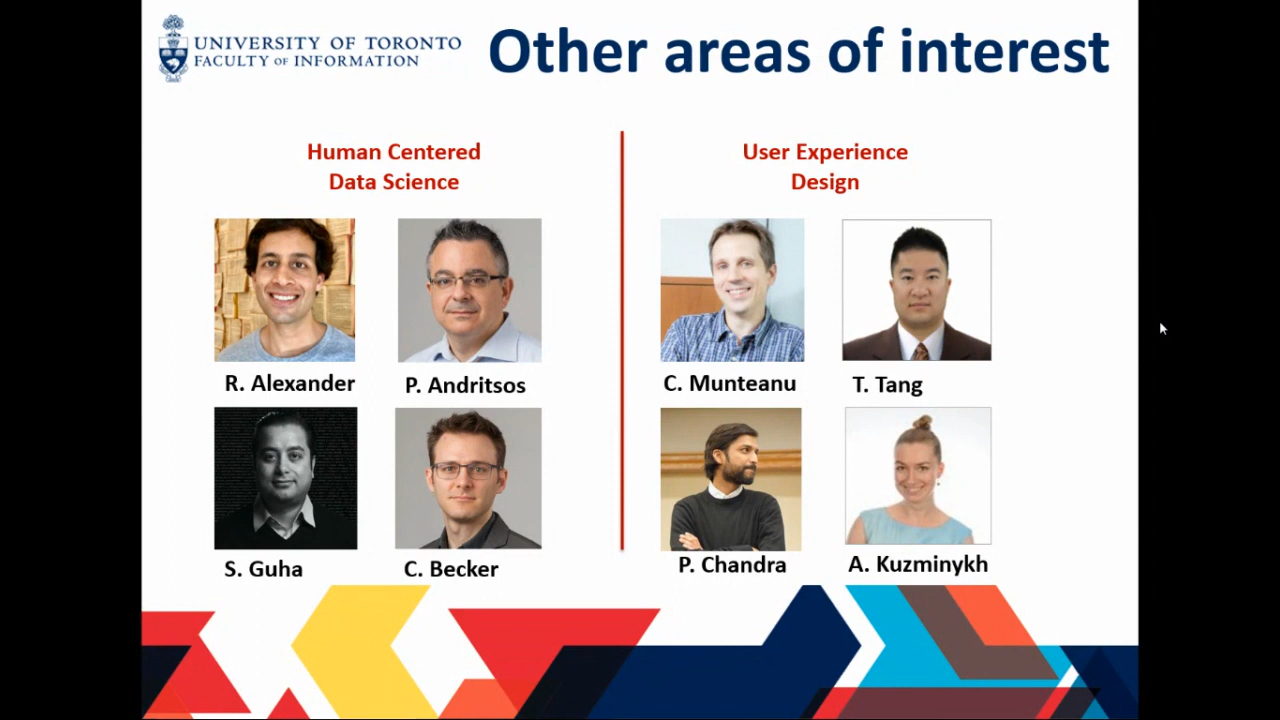 UNIVERSITY OF TORONTO
FACULTY OF INFORMATION
Other areas of interest
Human Centered
Data Science
R. Alexander
P. Andritsos
S. Guha
C. Becker
User Experience
Design
C. Munteanu
T. Tang
P. Chandra
A. Kuzminykh